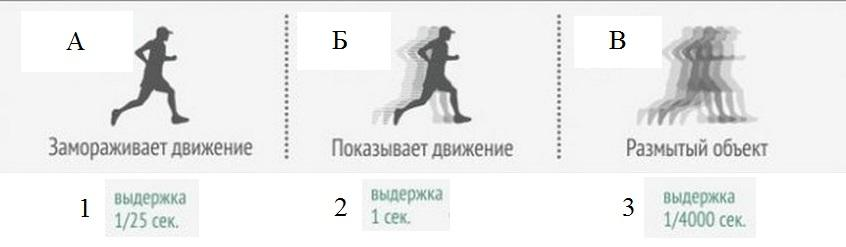 А
Б
В
Замораживает движение
Показывает движение
Размытый объект
1
выдержка
1/25 сек.
2
выдержка
1 сек.
3
выдержка
1/4000 сек.